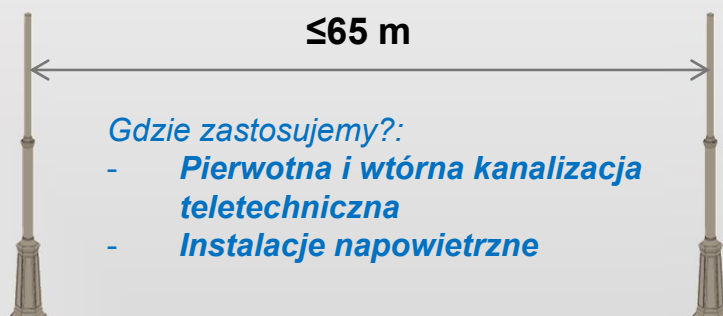 ≤65 m
Gdzie zastosujemy?:
- Pierwotna i wtórna kanalizacja
teletechniczna
- Instalacje napowietrzne